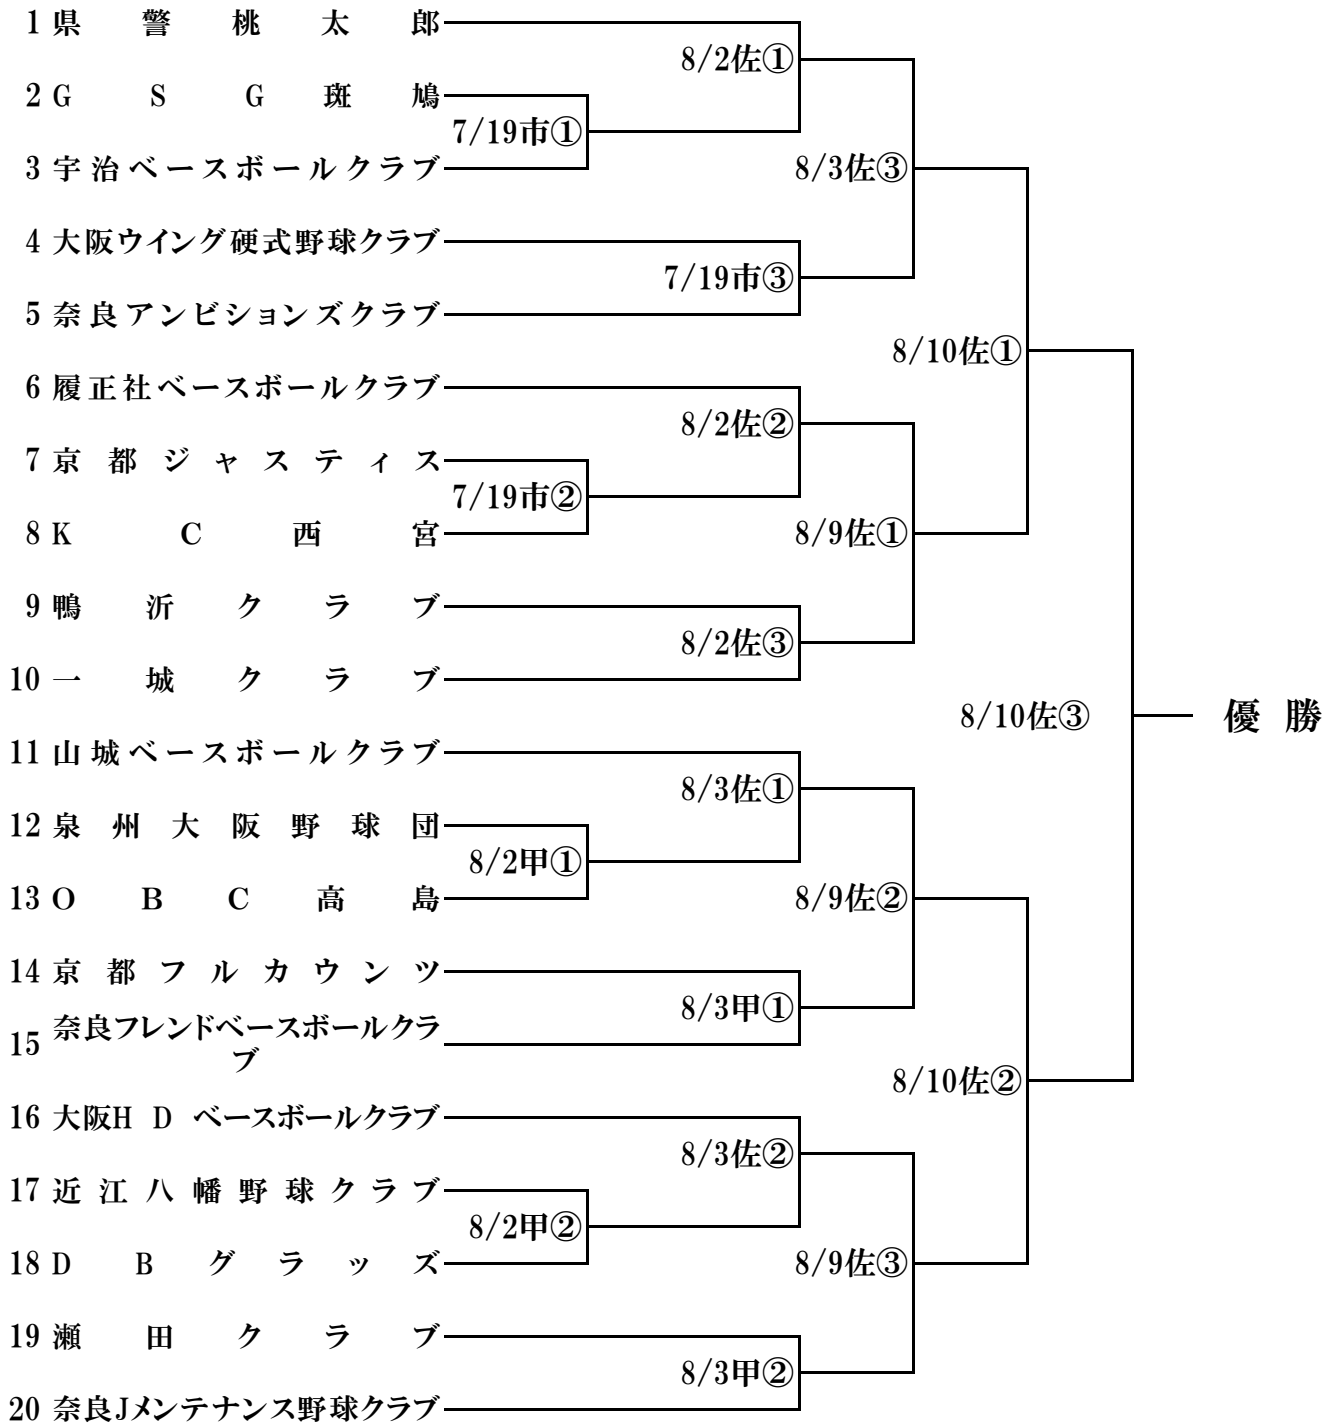 1 県警桃太郎
8/2佐①
2 GSG斑鳩
7/19市①
3 宇治ベースボールクラブ
8/3佐③
4 大阪ウイング硬式野球クラブ
7/19市③
5 奈良アンビションズクラブ
8/10佐①
6 履正社ベースボールクラブ
8/2佐②
7 京都ジャスティス
7/19市②
8 KC西宮
8/9佐①
9 鴨沂クラブ
8/2佐③
10 一城クラブ
8/10佐③
優勝
11 山城ベースボールクラブ
8/3佐①
12 泉州大阪野球団
8/2甲①
13 OBC高島
8/9佐②
14 京都フルカウンツ
8/3甲①
15 奈良フレンドベースボールクラ
ブ
8/10佐②
16 大阪HD ベースボールクラブ
8/3佐②
17 近江八幡野球クラブ
8/2甲②
18 DBグラッズ
8/9佐③
19 瀬田クラブ
8/3甲②
20 奈良Jメンテナンス野球クラブ